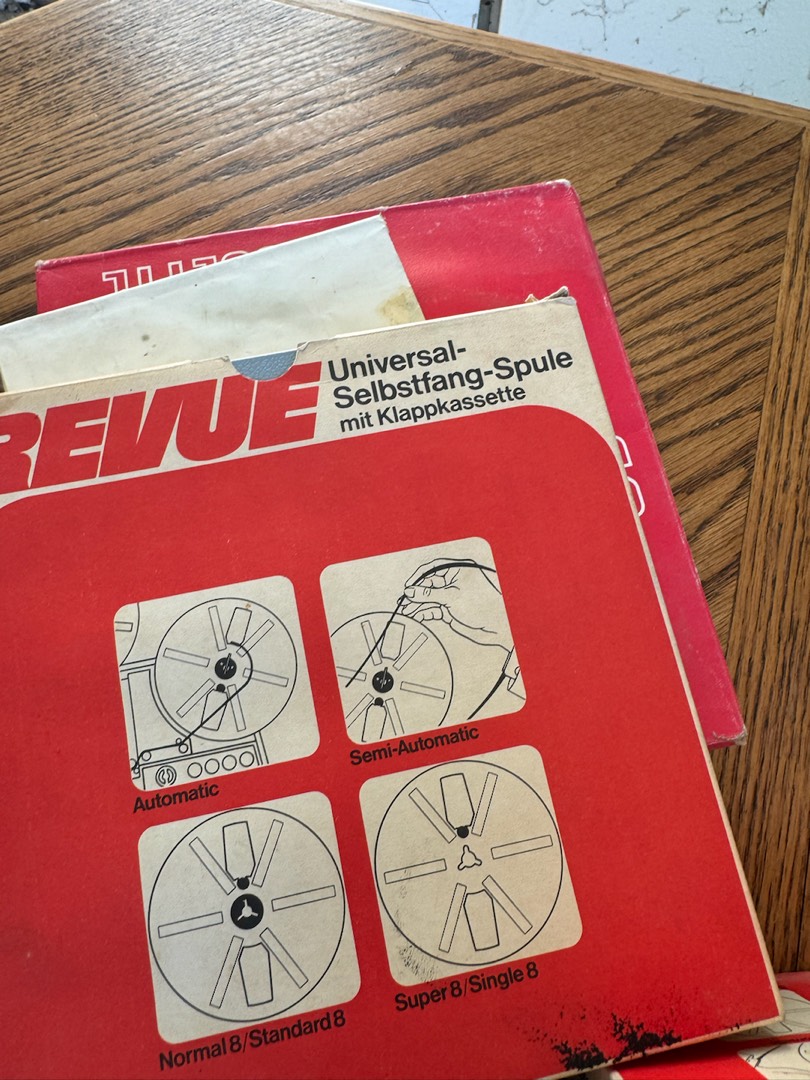 REVUE
Universal-
Selbstfang-Spule
mit Klappkassette
Automatic
Semi-Automatic
Normal 8/Standard 8
Super 8/Single 8